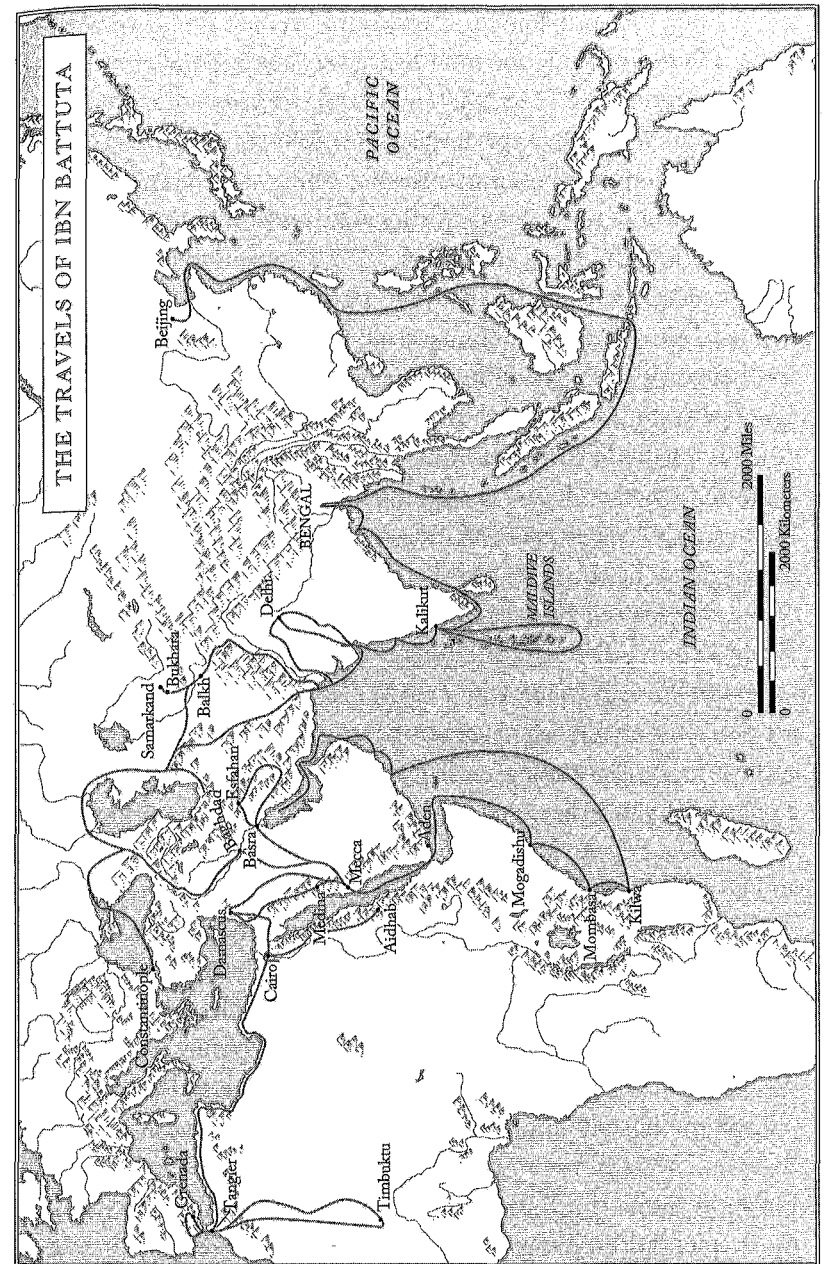 THE TRAVELS OF IBN BATTUTA
Grenada
Tangier
Timbuktu
Constantinople
Damascus
Cairo
Medina
Mecca
Aidhab
Aden
Mogadishu
Mombasa
Kilwa
Baghdad
Basra
Esfahan
Samarkand
Bukhara
Balkh
Delhi
BENGAL
Kalikut
MALDIVE
ISLANDS
Beijing
PACIFIC
OCEAN
INDIAN OCEAN
0
2000 Miles
0
2000 Kilometers